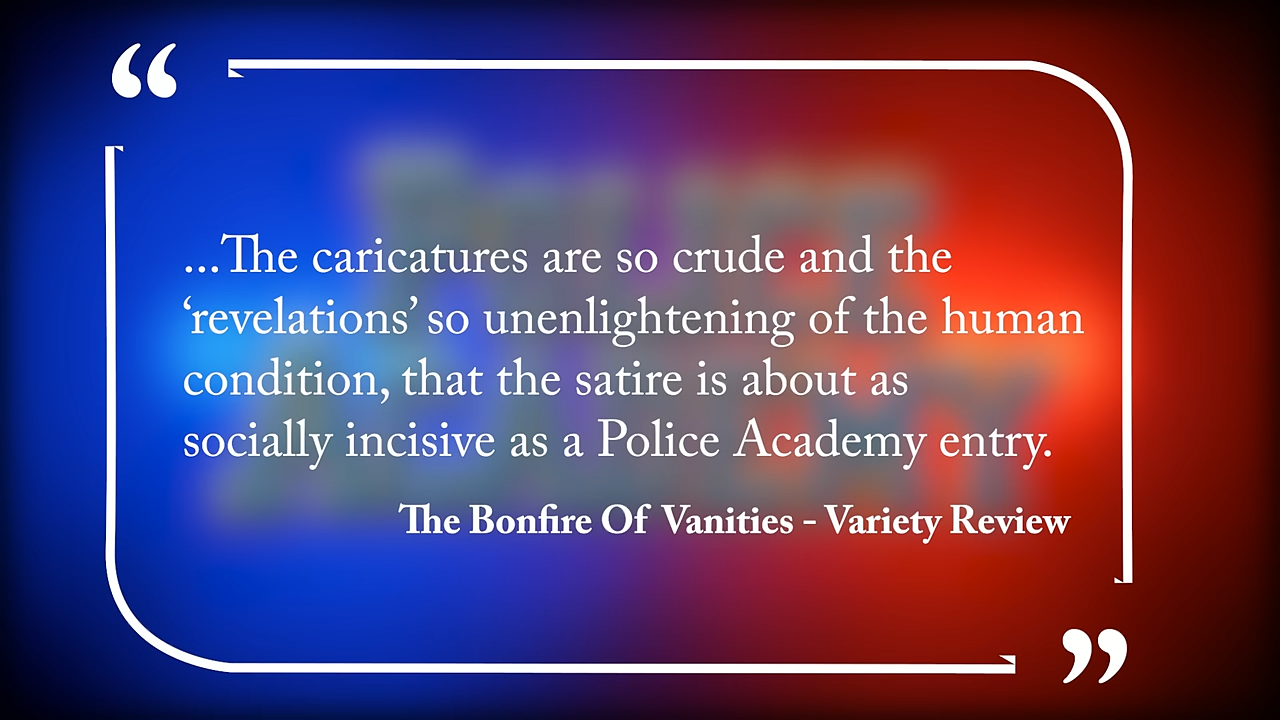 “
...The caricatures are so crude and the
‘revelations’ so unenlightening of the human
condition, that the satire is about as
socially incisive as a Police Academy entry.
The Bonfire Of Vanities - Variety Review
”